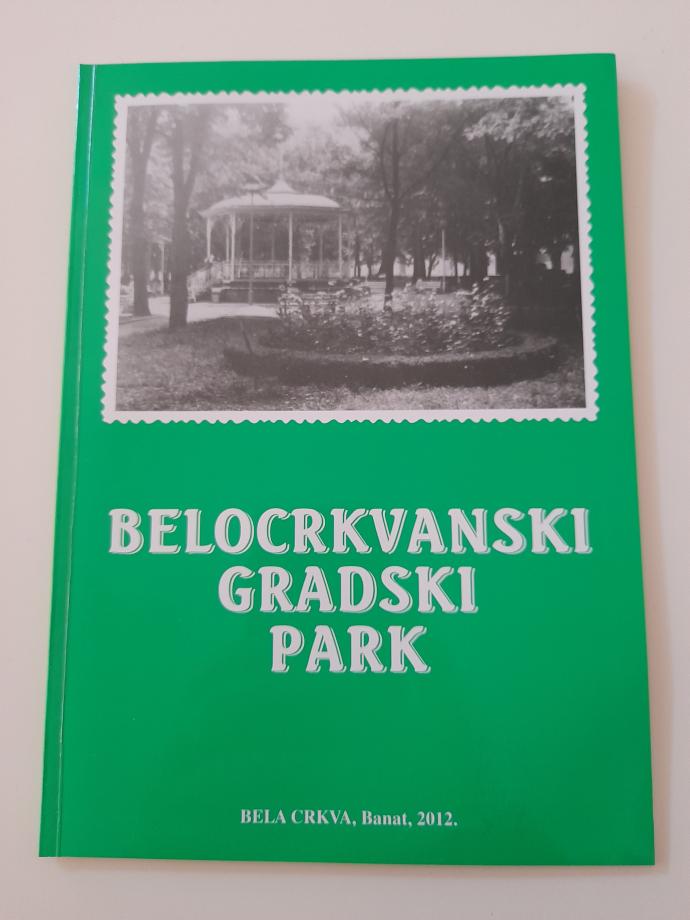 BELOCRKVANSKI
GRADSKI
PARK
BELA CRKVA, Banat, 2012.